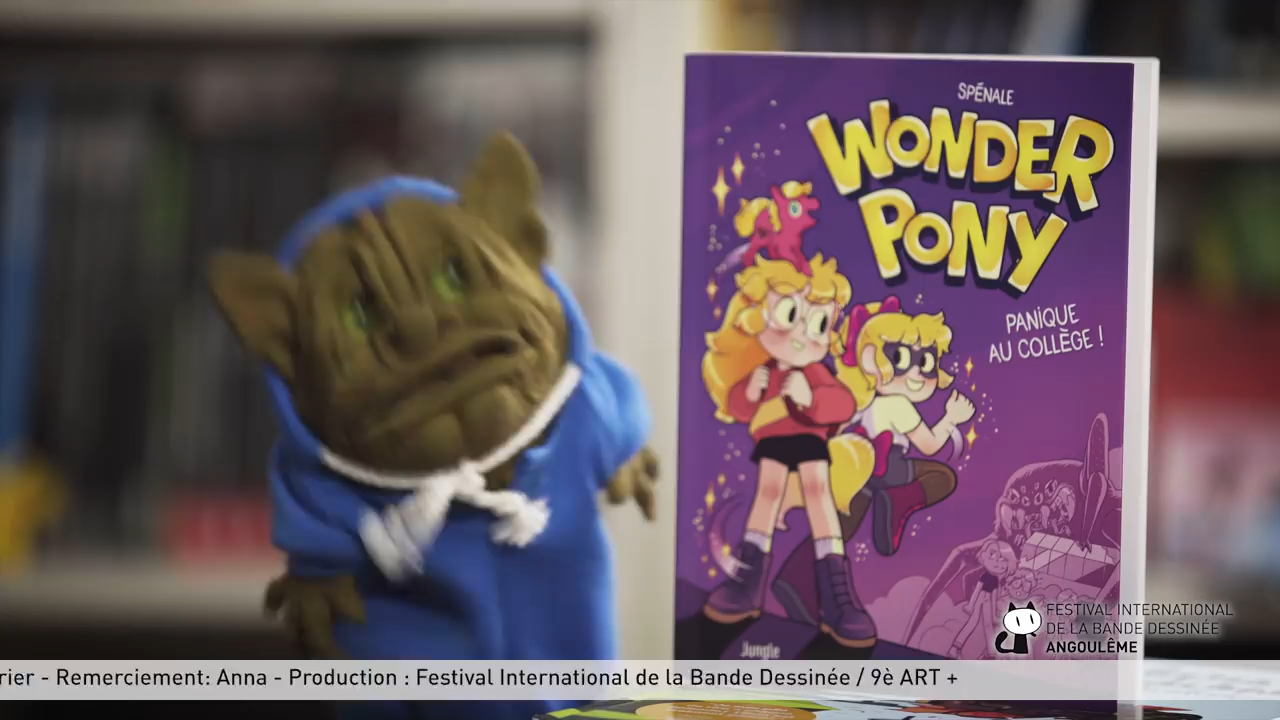 SPÉNALE
WONDER
PONY
PANIQUE
AU COLLÈGE !
Jungle
FESTIVAL INTERNATIONAL
DE LA BANDE DESSINÉE
ANGOULÊME
- Remerciement: Anna - Production : Festival International de la Bande Dessinée / 9è ART +